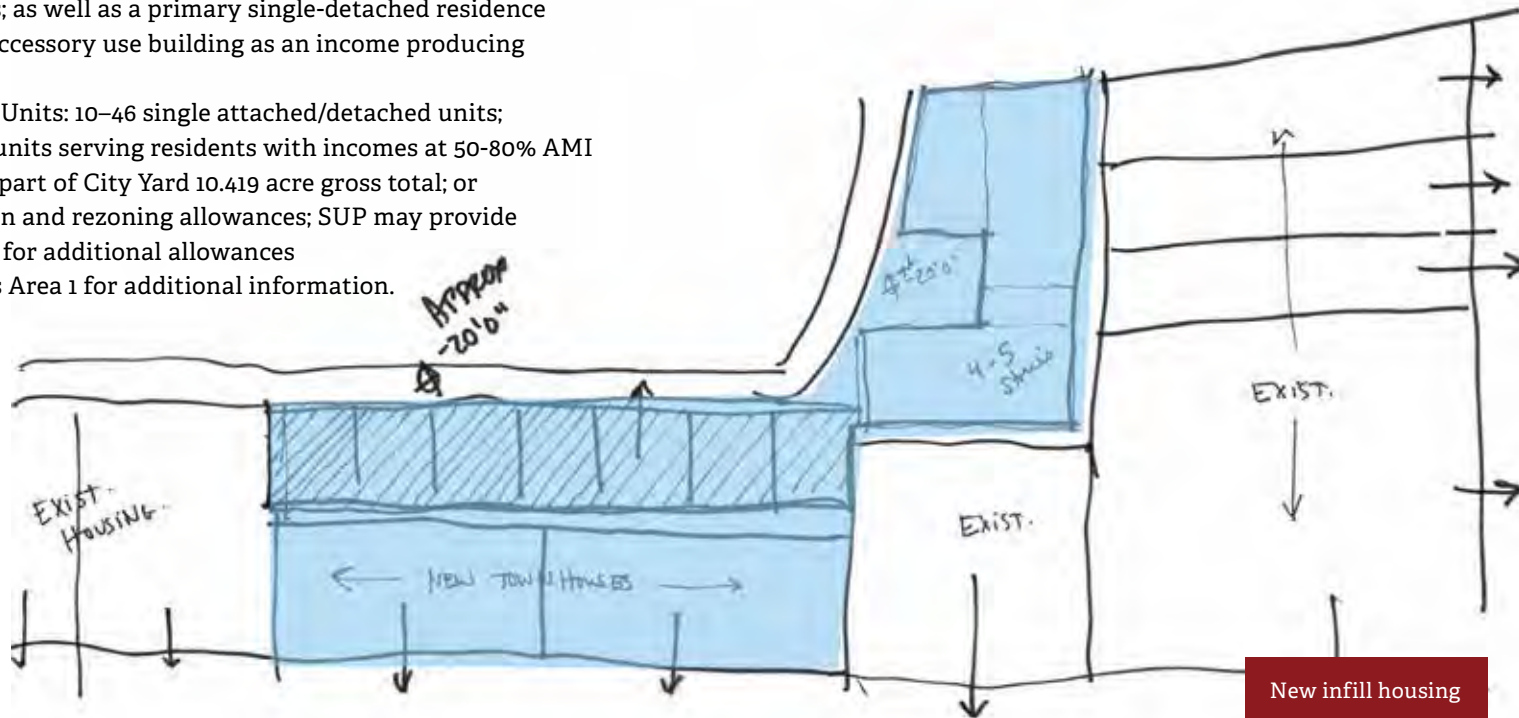 ; as well as a primary single-detached residence
ccessory use building as an income producing
Units: 10–46 single attached/detached units;
units serving residents with incomes at 50-80% AMI
part of City Yard 10.419 acre gross total; or
n and rezoning allowances; SUP may provide
for additional allowances
s Area 1 for additional information.
APPROX
-20'0"
-20'0"
4-5
EXIST.
EXIST.
HOUSING.
EXIST.
← NEW TOWNHOUSES →
New infill housing